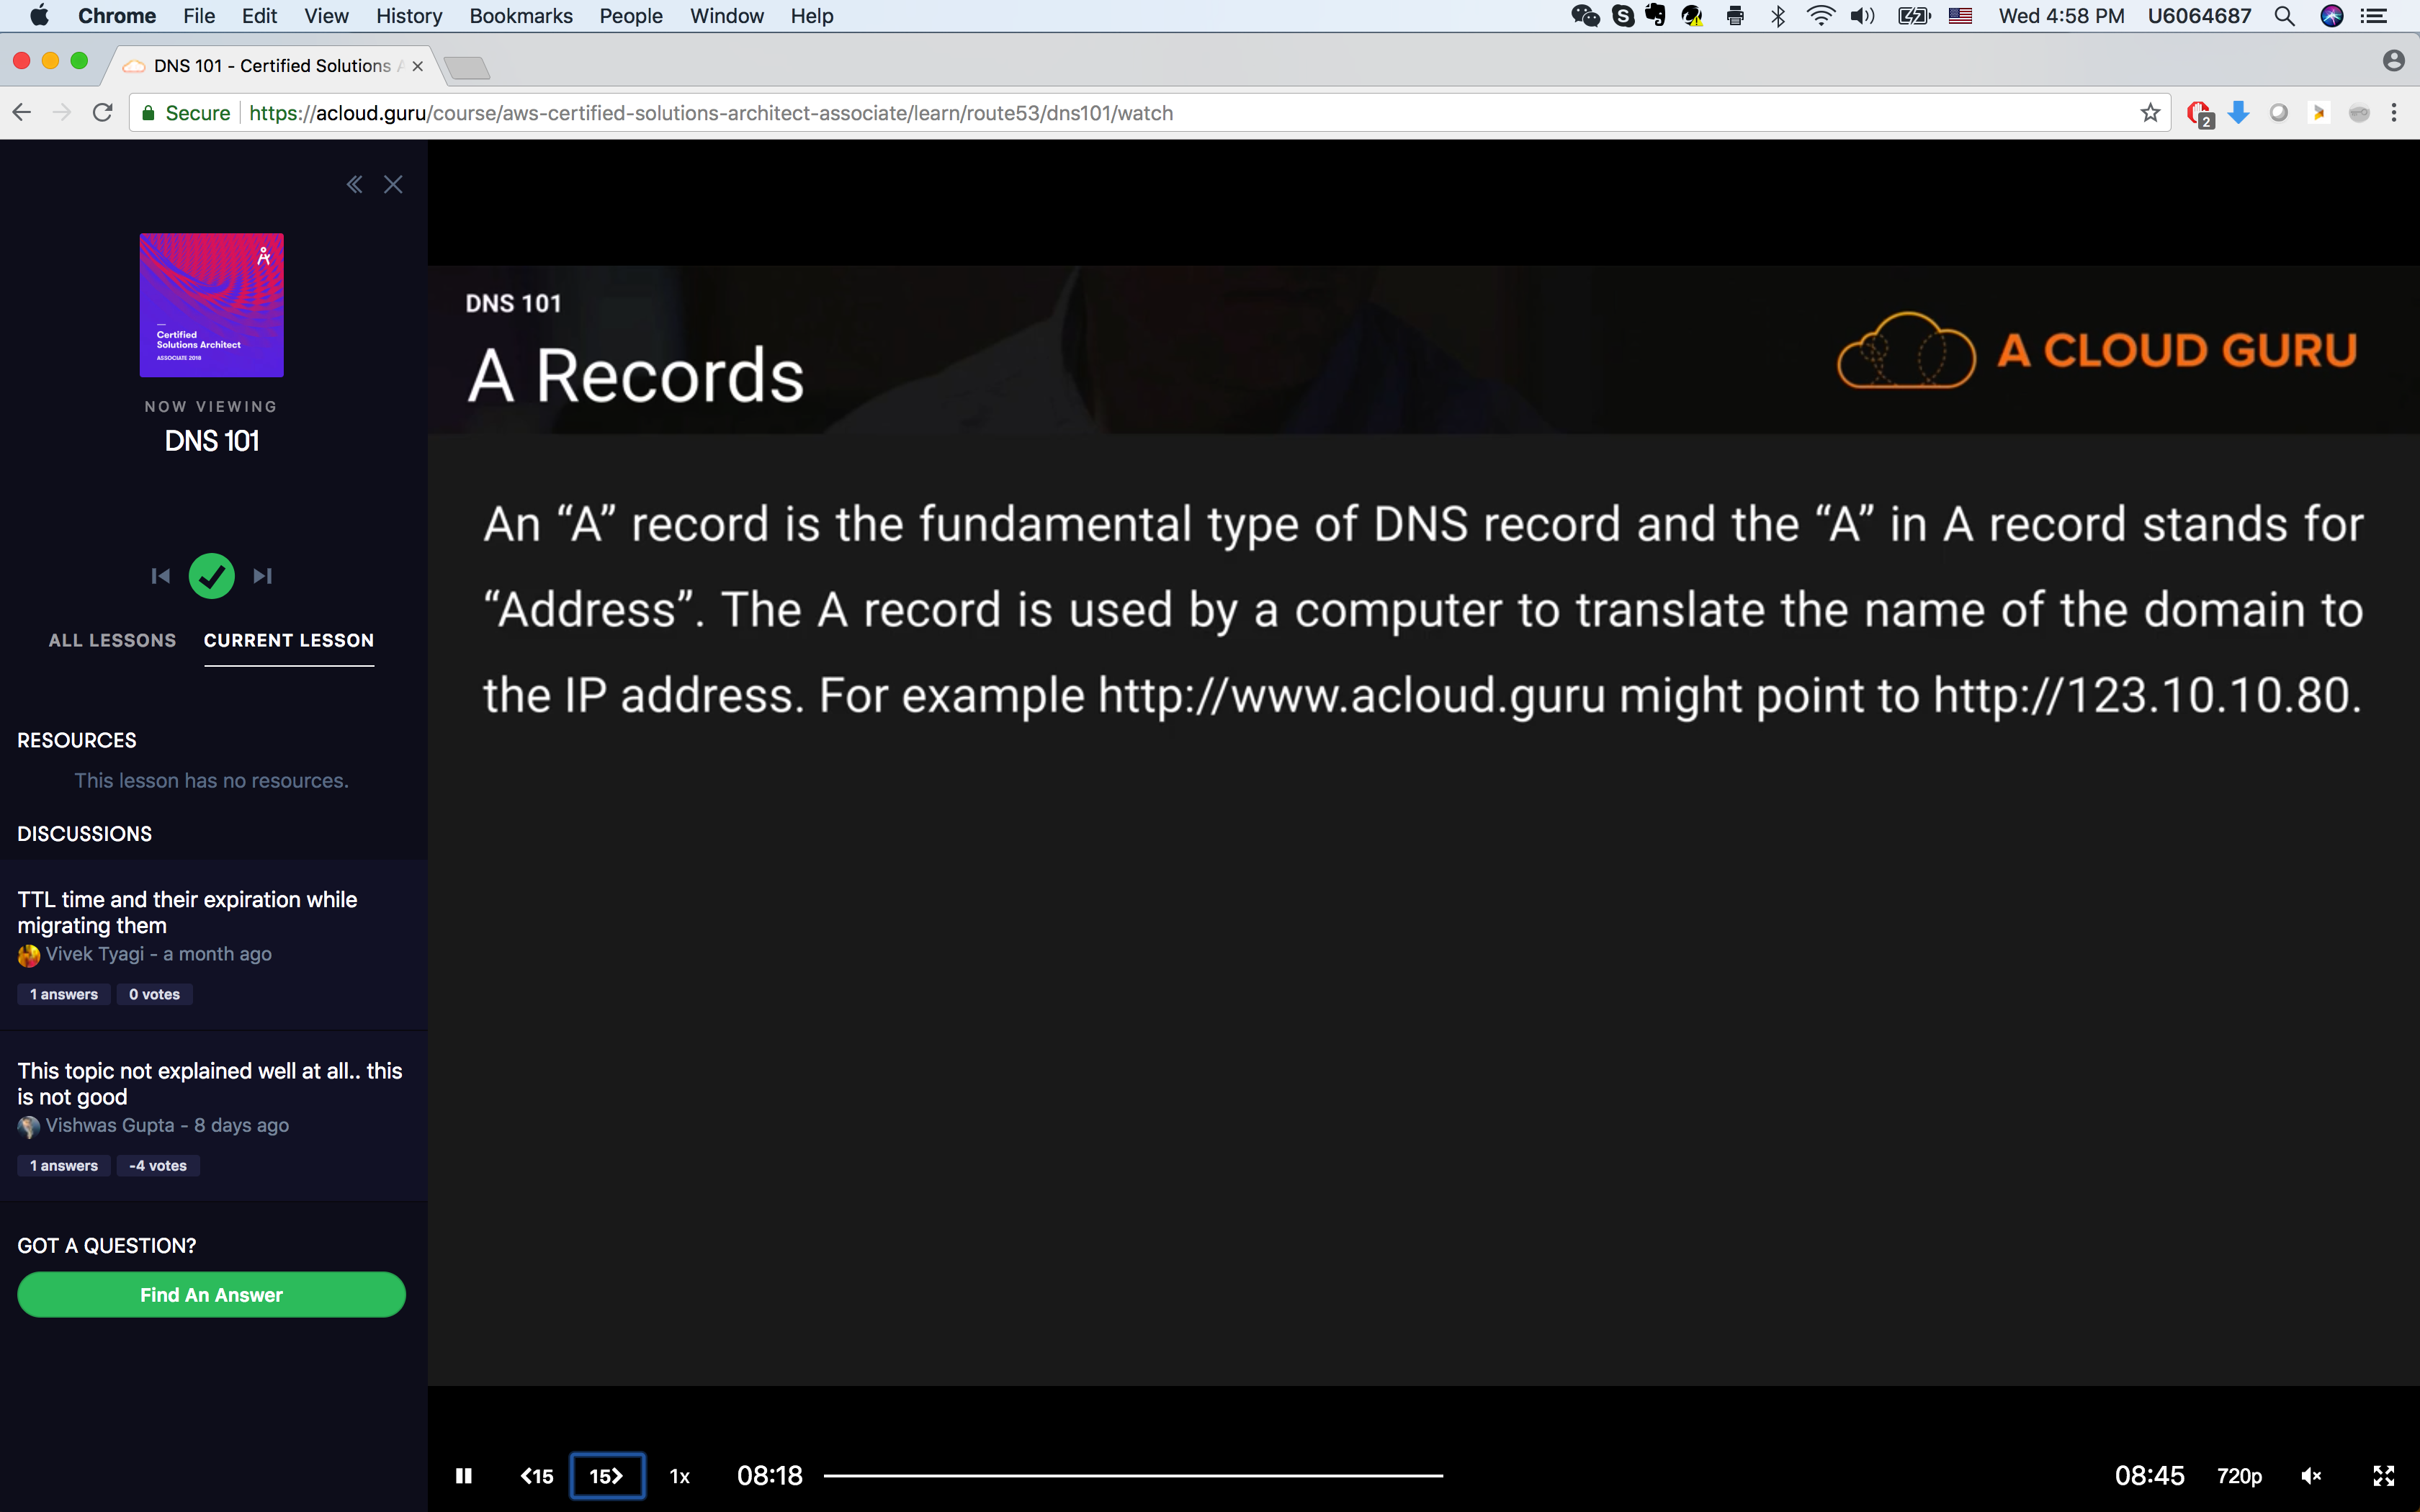 Chrome File Edit View History Bookmarks People Window Help
Wed 4:58 PM U6064687
DNS 101 - Certified Solutions
Secure https://acloud.guru/course/aws-certified-solutions-architect-associate/learn/route53/dns101/watch
2
Certified
Solutions Architect
ASSOCIATE 2018
NOW VIEWING
DNS 101
ALL LESSONS CURRENT LESSON
RESOURCES
This lesson has no resources.
DISCUSSIONS
TTL time and their expiration while
migrating them
Vivek Tyagi - a month ago
1 answers 0 votes
This topic not explained well at all.. this
is not good
Vishwas Gupta - 8 days ago
1 answers -4 votes
GOT A QUESTION?
Find An Answer
DNS 101
A Records
A CLOUD GURU
An “A” record is the fundamental type of DNS record and the “A” in A record stands for
“Address”. The A record is used by a computer to translate the name of the domain to
the IP address. For example http://www.acloud.guru might point to http://123.10.10.80.
<15 15> 1x 08:18 08:45 720p